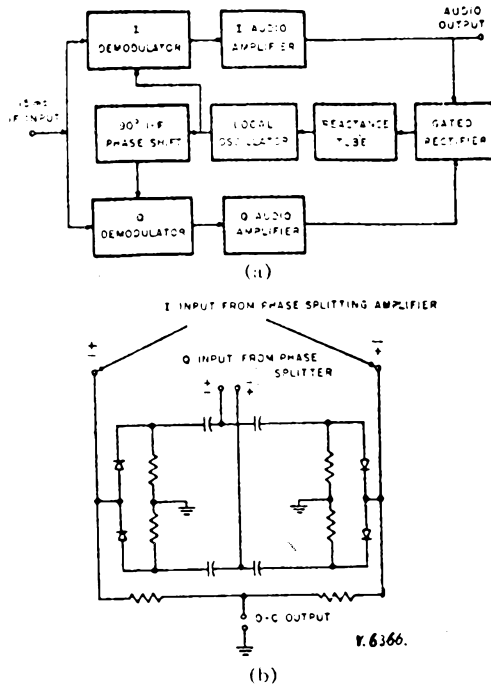 I
DEMODULATOR
I AUDIO
AMPLIFIER
AUDIO
OUTPUT
INPUT
90°
PHASE SHIFT
LOCAL
OSCILLATOR
REACTANCE
TUBE
GATED
RECTIFIER
Q
DEMODULATOR
Q AUDIO
AMPLIFIER
(a)
I INPUT FROM PHASE SPLITTING AMPLIFIER
Q INPUT FROM PHASE
SPLITTER
D-C OUTPUT
V.6366.
(b)